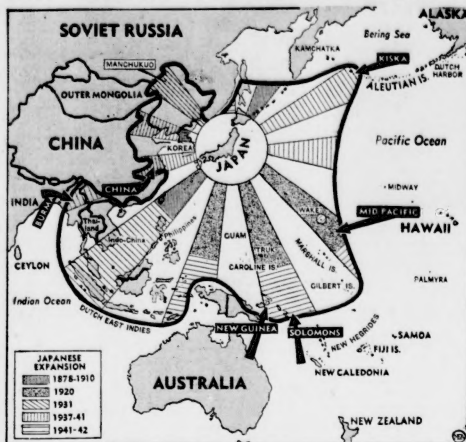 ALASKA
SOVIET RUSSIA
Bering Sea
KAMCHATKA
KISKA
DUTCH
HARBOR
ALEUTIAN IS.
MANCHUKUO
OUTER MONGOLIA
CHINA
KOREA
JAPAN
Pacific Ocean
MIDWAY
CHINA
INDIA
BURMA
Thai-
land
Indo-China
Philippines
WAKE
MID PACIFIC
HAWAII
GUAM
TRUK
CAROLINE IS.
MARSHALL IS.
GILBERT IS.
PALMYRA
CEYLON
Indian Ocean
DUTCH EAST INDIES
NEW GUINEA
SOLOMONS
NEW HEBRIDES
SAMOA
FIJI IS.
NEW CALEDONIA
AUSTRALIA
NEW ZEALAND
JAPANESE
EXPANSION
1876-1910
1920
1931
1937-41
1941-42